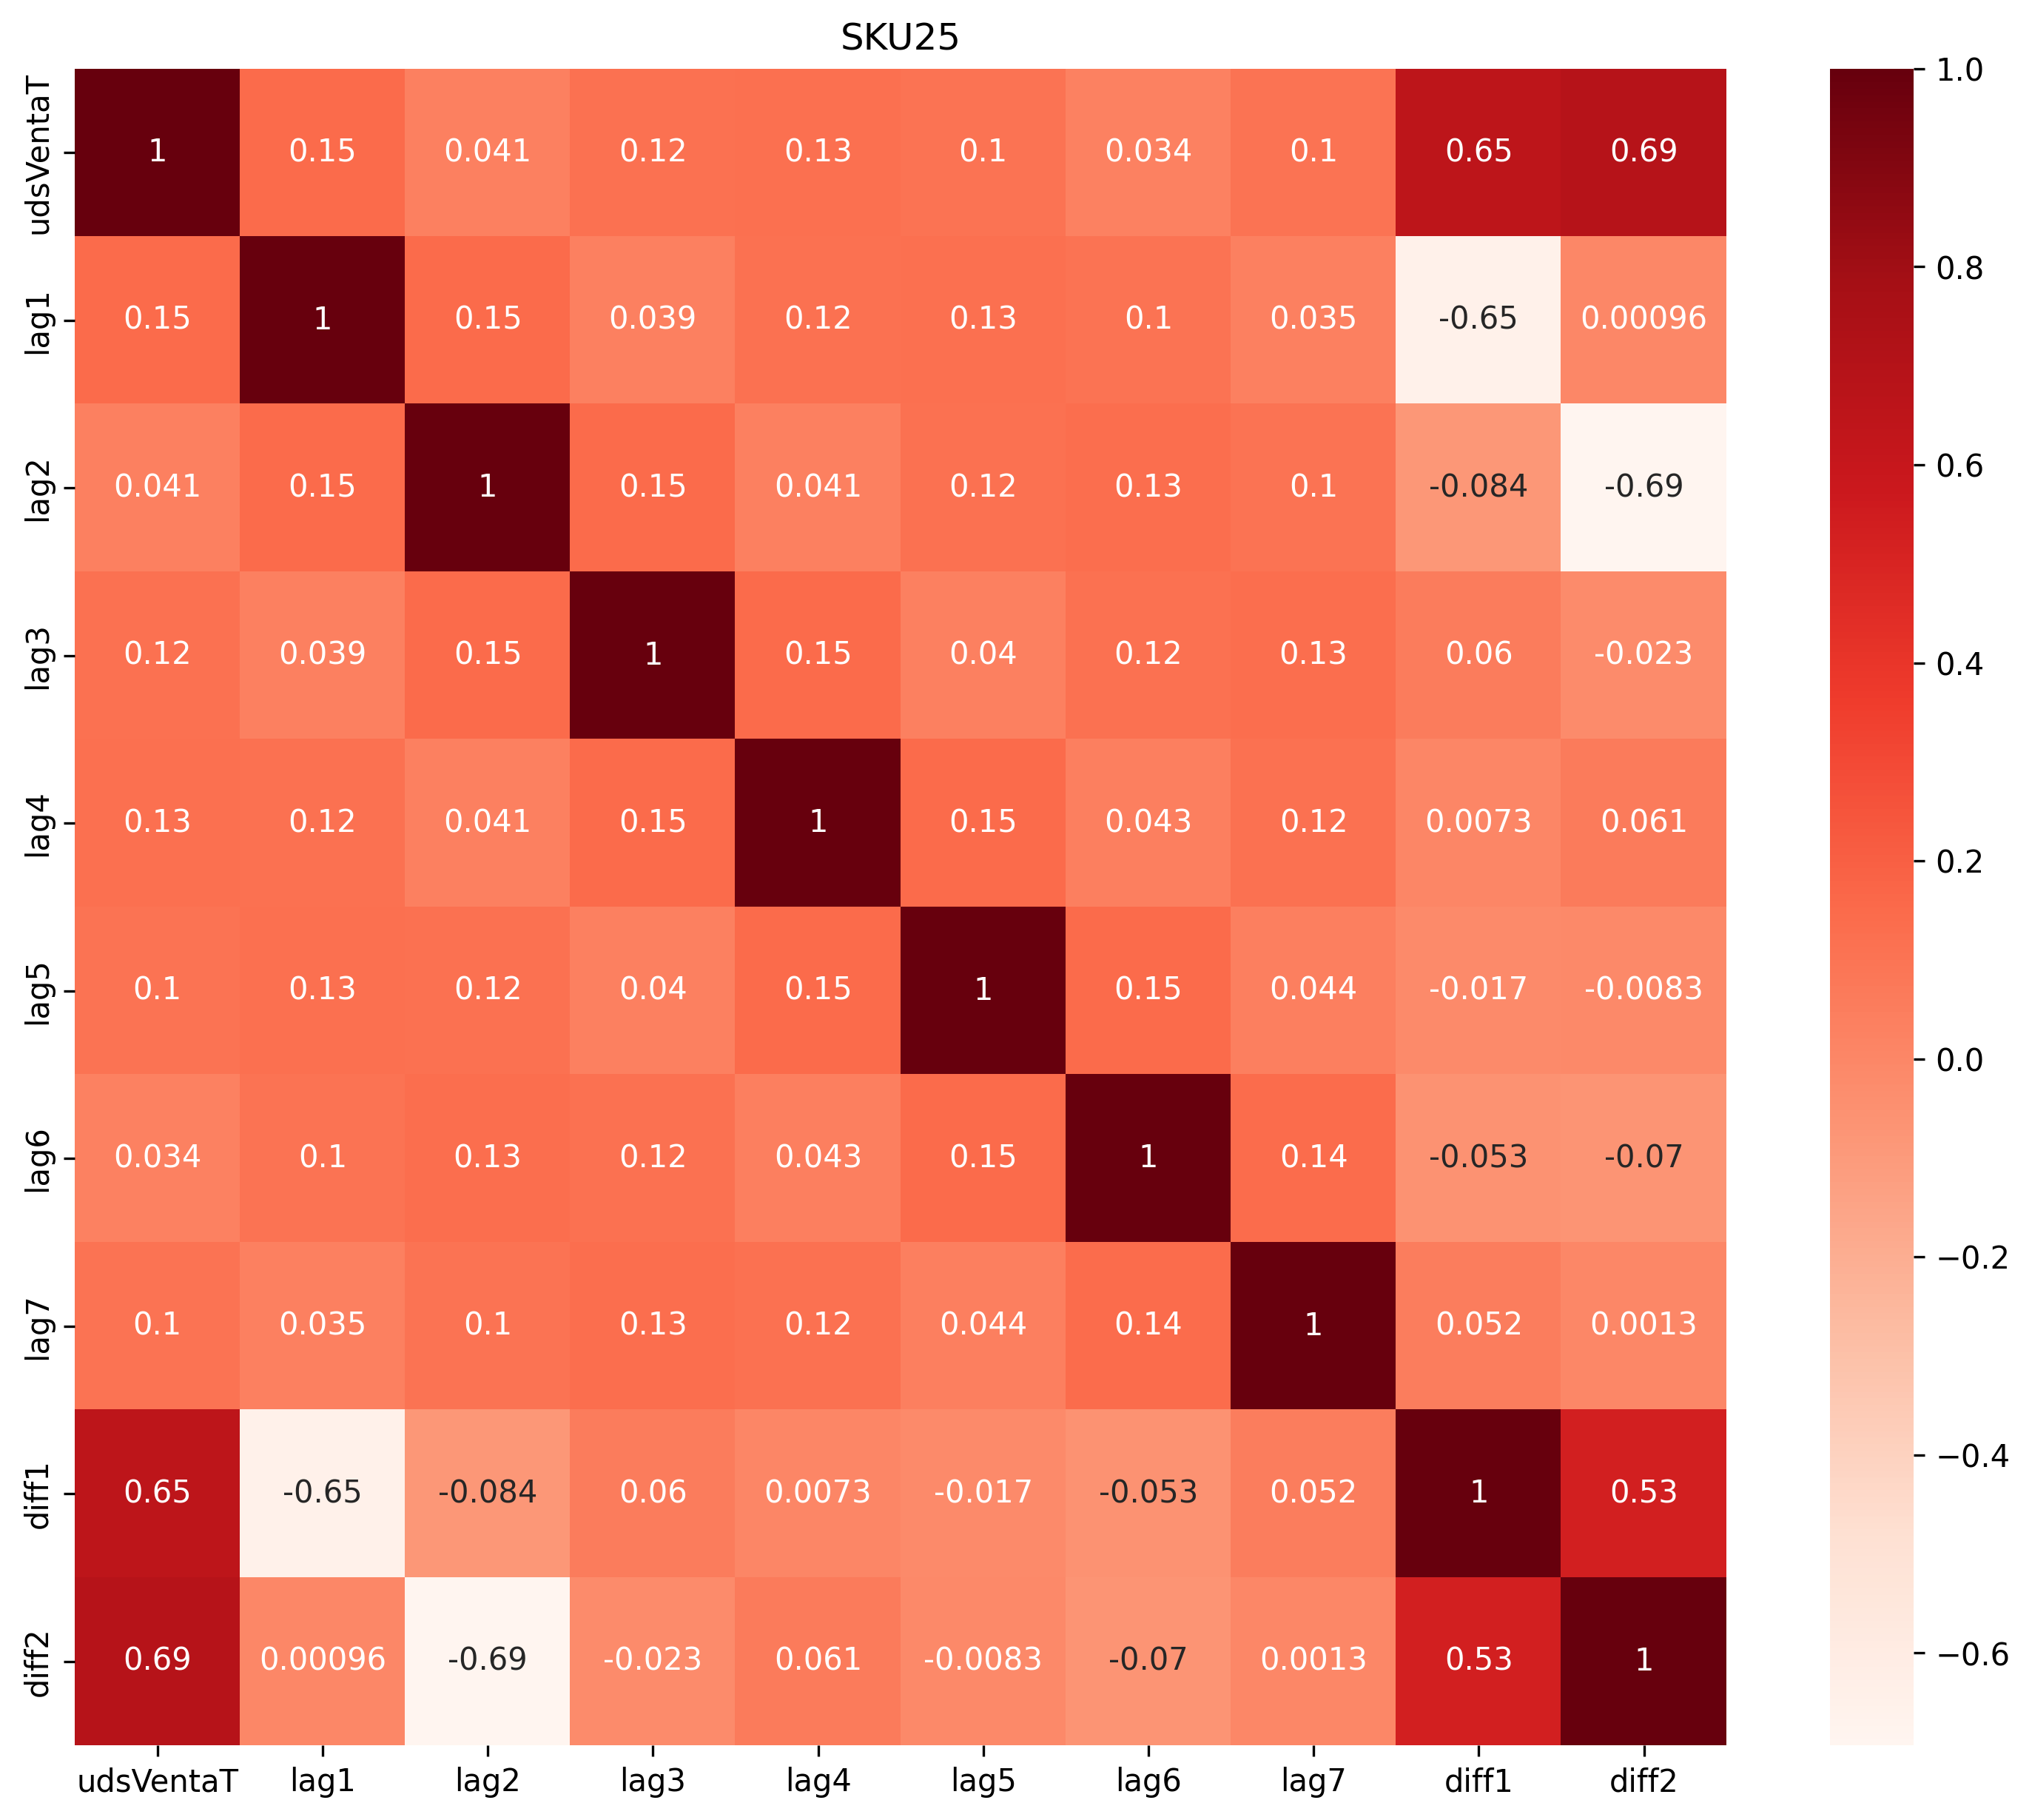 SKU25
udsVentaT 1 0.15 0.041 0.12 0.13 0.1 0.034 0.1 0.65 0.69
lag1 0.15 1 0.15 0.039 0.12 0.13 0.1 0.035 -0.65 0.00096
lag2 0.041 0.15 1 0.15 0.041 0.12 0.13 0.1 -0.084 -0.69
lag3 0.12 0.039 0.15 1 0.15 0.04 0.12 0.13 0.06 -0.023
lag4 0.13 0.12 0.041 0.15 1 0.15 0.043 0.12 0.0073 0.061
lag5 0.1 0.13 0.12 0.04 0.15 1 0.15 0.044 -0.017 -0.0083
lag6 0.034 0.1 0.13 0.12 0.043 0.15 1 0.14 -0.053 -0.07
lag7 0.1 0.035 0.1 0.13 0.12 0.044 0.14 1 0.052 0.0013
diff1 0.65 -0.65 -0.084 0.06 0.0073 -0.017 -0.053 0.052 1 0.53
diff2 0.69 0.00096 -0.69 -0.023 0.061 -0.0083 -0.07 0.0013 0.53 1
udsVentaT lag1 lag2 lag3 lag4 lag5 lag6 lag7 diff1 diff2
1.0
0.8
0.6
0.4
0.2
0.0
−0.2
−0.4
−0.6